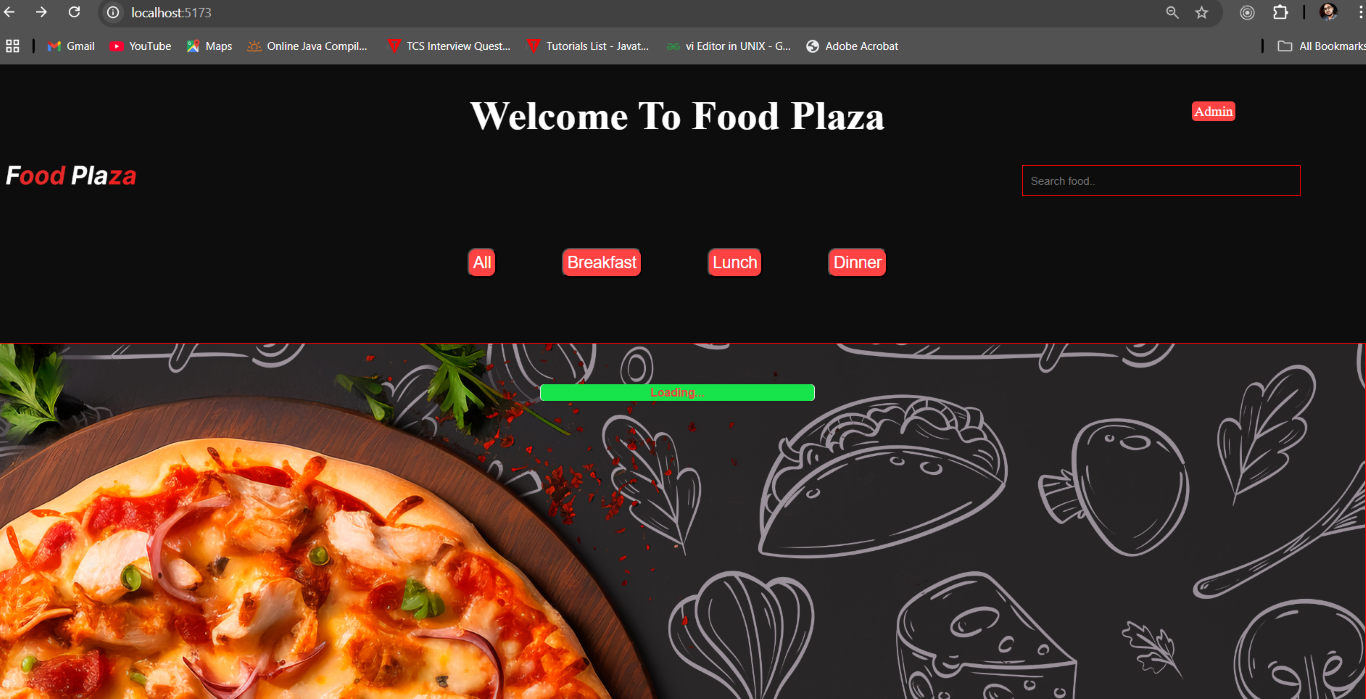 localhost:5173
Gmail YouTube Maps Online Java Compil... TCS Interview Quest... Tutorials List - Javat... vi Editor in UNIX - G... Adobe Acrobat All Bookmarks
Welcome To Food Plaza
Admin
Food Plaza
Search food..
All Breakfast Lunch Dinner
Loading...